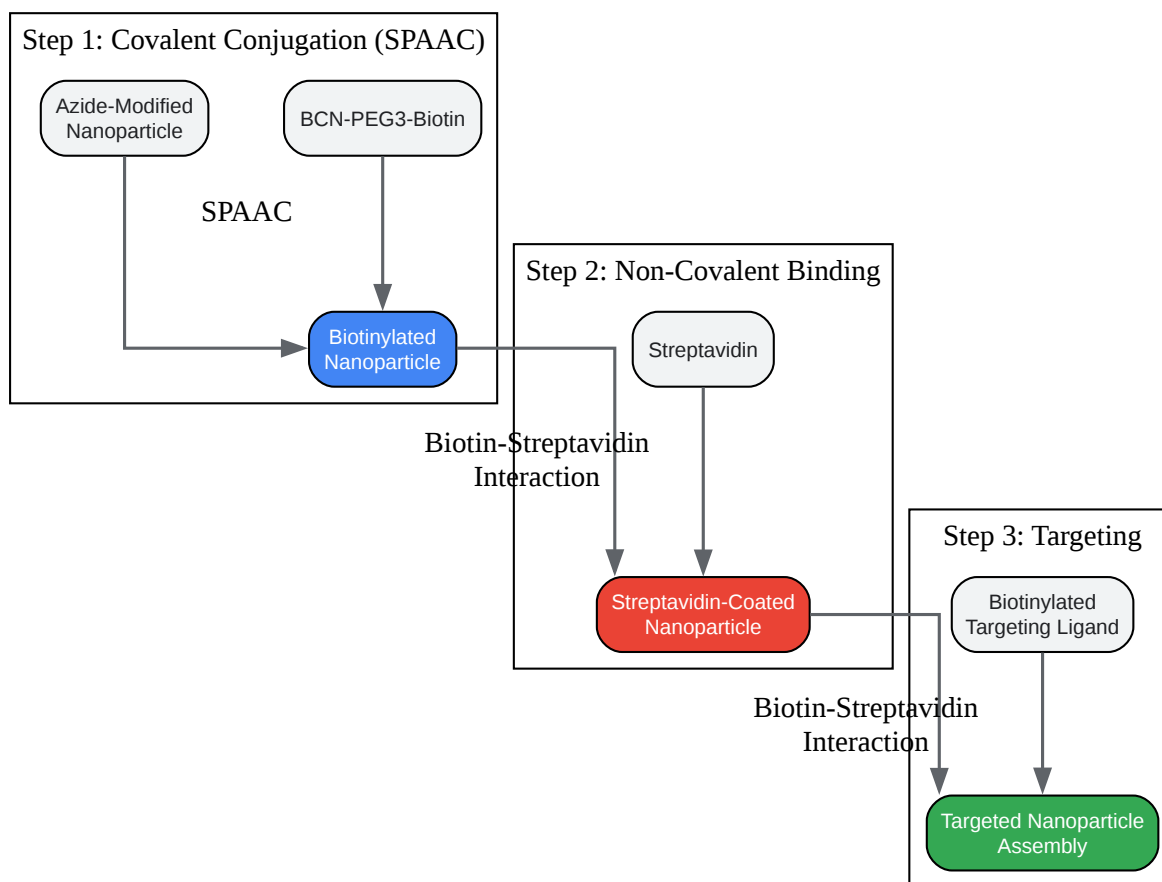 Step 1: Covalent Conjugation (SPAAC)
Azide-Modified
Nanoparticle
BCN-PEG3-Biotin
SPAAC
Biotinylated
Nanoparticle
Step 2: Non-Covalent Binding
Streptavidin
Biotin-Streptavidin
Interaction
Streptavidin-Coated
Nanoparticle
Step 3: Targeting
Biotinylated
Targeting Ligand
Biotin-Streptavidin
Interaction
Targeted Nanoparticle
Assembly